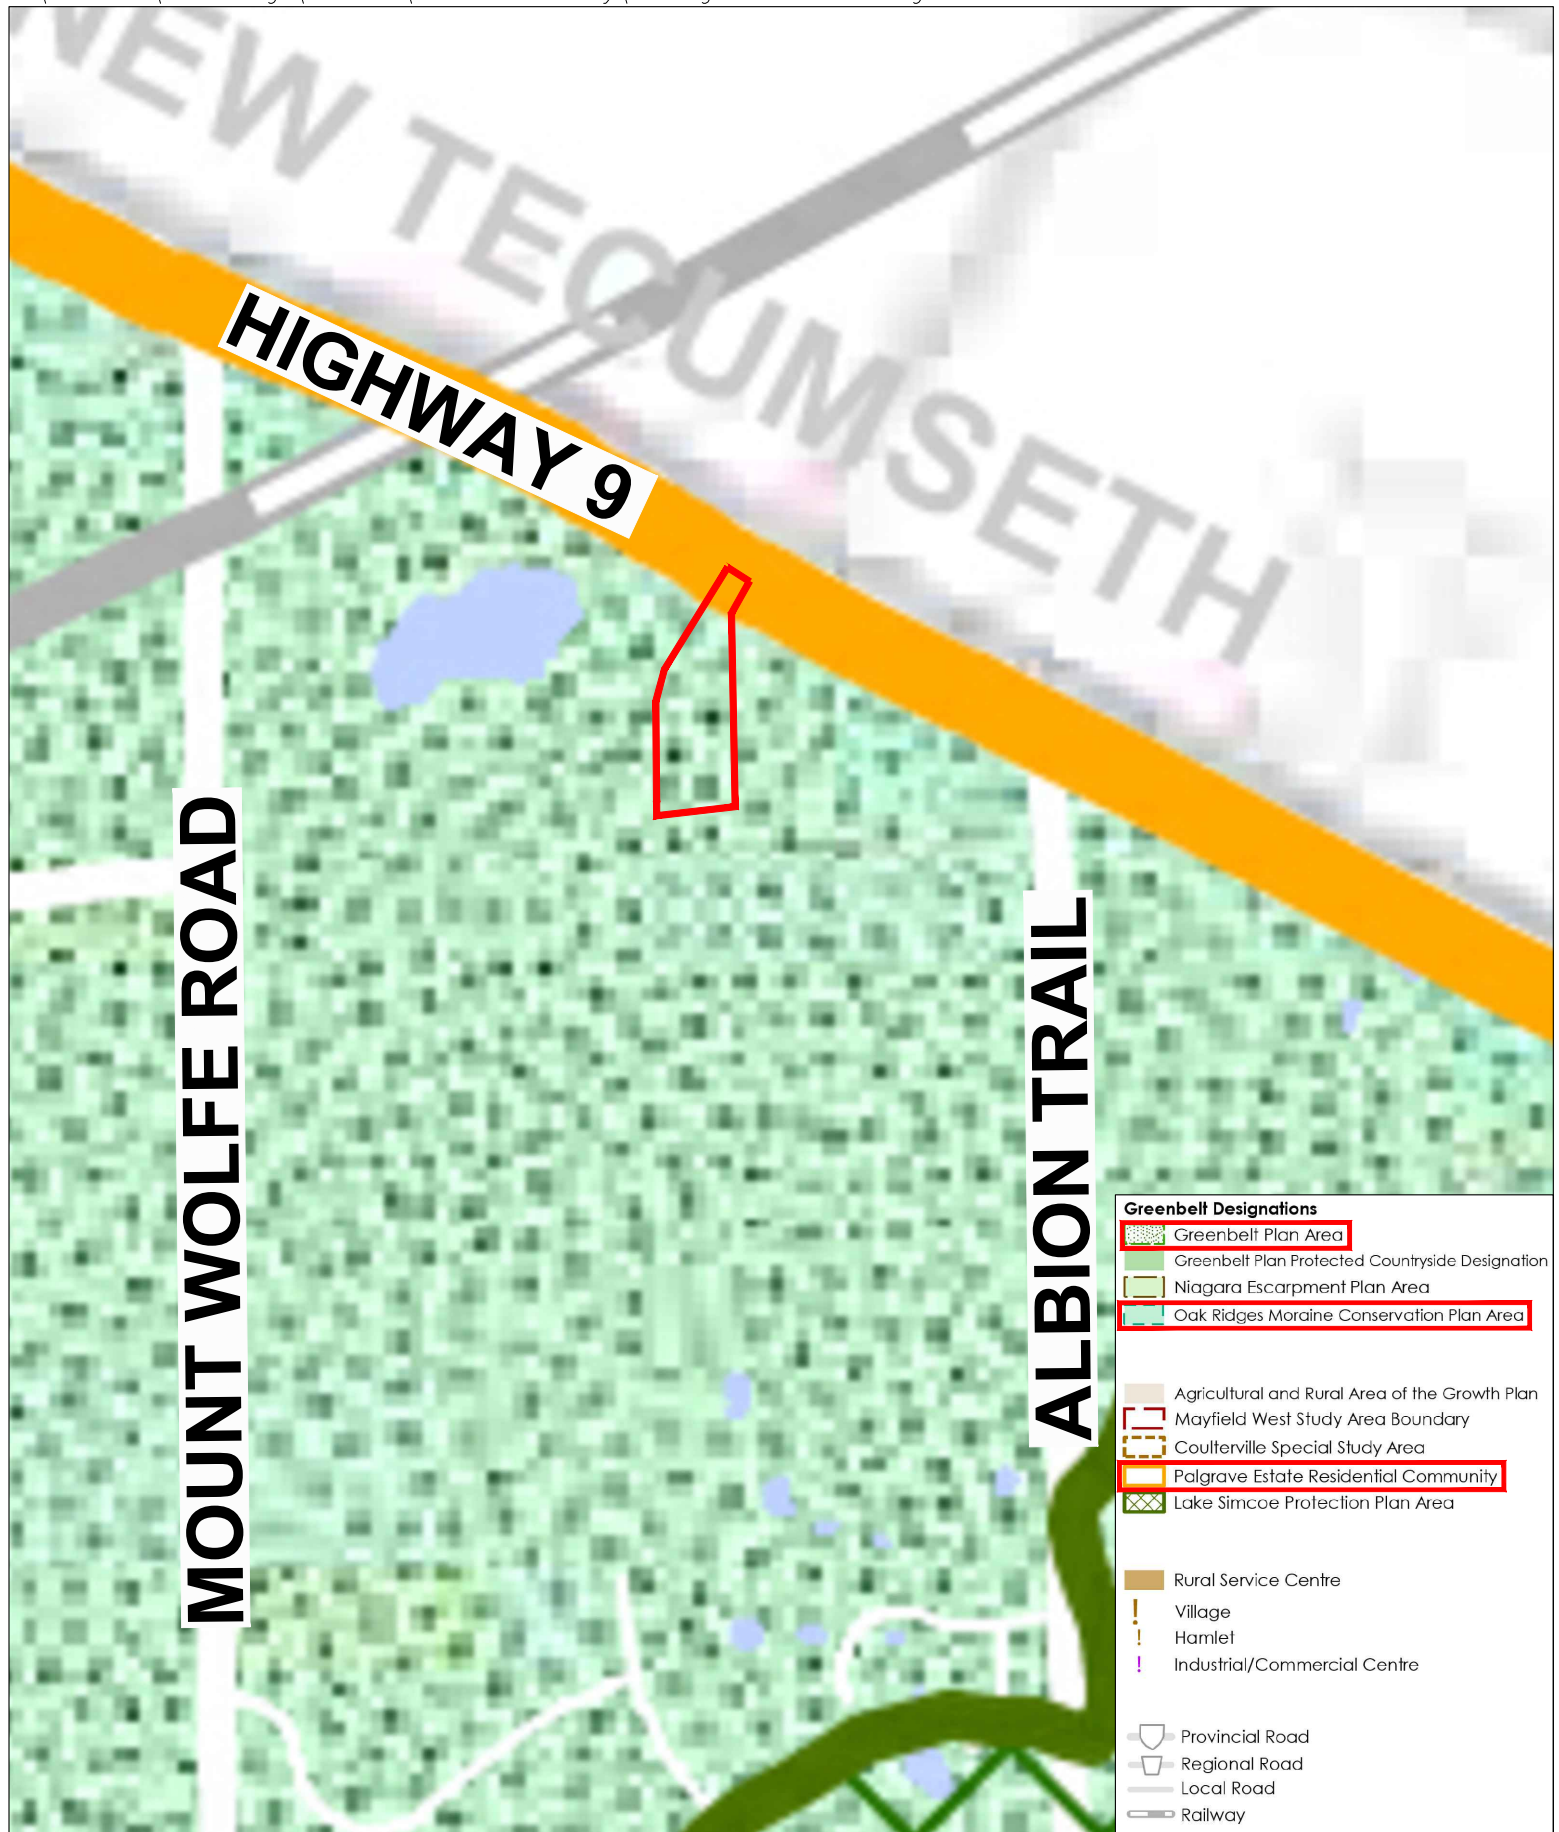 NEW TECUMSETH
HIGHWAY 9
MOUNT WOLFE ROAD
ALBION TRAIL
Greenbelt Designations
Greenbelt Plan Area
Greenbelt Plan Protected Countryside Designation
Niagara Escarpment Plan Area
Oak Ridges Moraine Conservation Plan Area
Agricultural and Rural Area of the Growth Plan
Mayfield West Study Area Boundary
Coulterville Special Study Area
Palgrave Estate Residential Community
Lake Simcoe Protection Plan Area
Rural Service Centre
! Village
! Hamlet
! Industrial/Commercial Centre
Provincial Road
Regional Road
Local Road
Railway